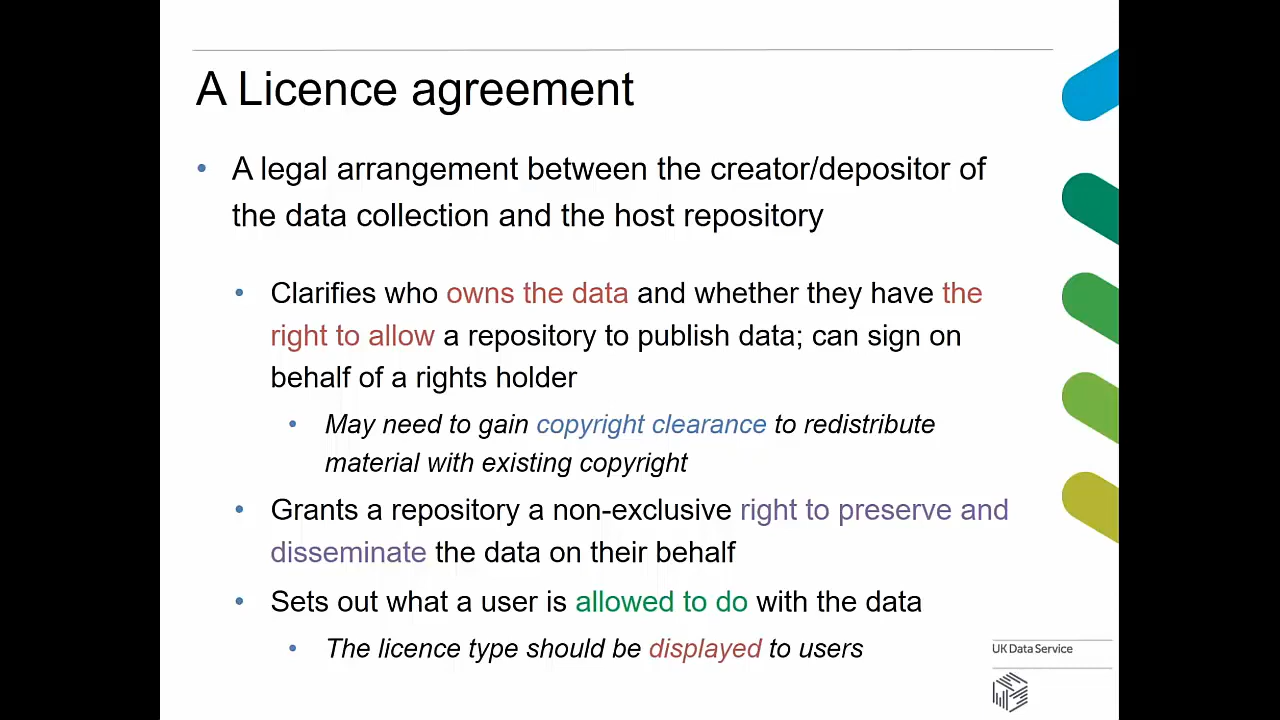 A Licence agreement
• A legal arrangement between the creator/depositor of
the data collection and the host repository
• Clarifies who owns the data and whether they have the
right to allow a repository to publish data; can sign on
behalf of a rights holder
• May need to gain copyright clearance to redistribute
material with existing copyright
• Grants a repository a non-exclusive right to preserve and
disseminate the data on their behalf
• Sets out what a user is allowed to do with the data
• The licence type should be displayed to users
UK Data Service